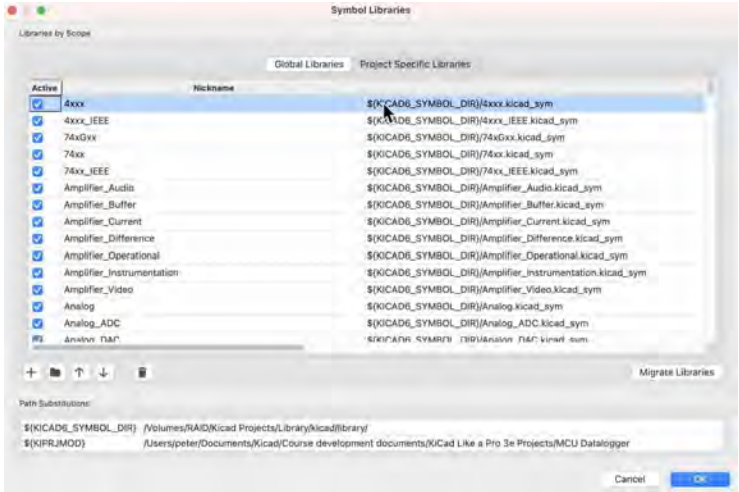 Symbol Libraries
Libraries by Scope
Global Libraries Project Specific Libraries
Active Nickname
4xxx ${KICAD6_SYMBOL_DIR}/4xxx.kicad_sym
4xxx_IEEE ${KICAD6_SYMBOL_DIR}/4xxx_IEEE.kicad_sym
74xGxx ${KICAD6_SYMBOL_DIR}/74xGxx.kicad_sym
74xx ${KICAD6_SYMBOL_DIR}/74xx.kicad_sym
74xx_IEEE ${KICAD6_SYMBOL_DIR}/74xx_IEEE.kicad_sym
Amplifier_Audio ${KICAD6_SYMBOL_DIR}/Amplifier_Audio.kicad_sym
Amplifier_Buffer ${KICAD6_SYMBOL_DIR}/Amplifier_Buffer.kicad_sym
Amplifier_Current ${KICAD6_SYMBOL_DIR}/Amplifier_Current.kicad_sym
Amplifier_Difference ${KICAD6_SYMBOL_DIR}/Amplifier_Difference.kicad_sym
Amplifier_Operational ${KICAD6_SYMBOL_DIR}/Amplifier_Operational.kicad_sym
Amplifier_Instrumentation ${KICAD6_SYMBOL_DIR}/Amplifier_Instrumentation.kicad_sym
Amplifier_Video ${KICAD6_SYMBOL_DIR}/Amplifier_Video.kicad_sym
Analog ${KICAD6_SYMBOL_DIR}/Analog.kicad_sym
Analog_ADC ${KICAD6_SYMBOL_DIR}/Analog_ADC.kicad_sym
Analog_DAC ${KICAD6_SYMBOL_DIR}/Analog_DAC.kicad_sym
Migrate Libraries
Path Substitutions:
${KICAD6_SYMBOL_DIR} /Volumes/RAID/Kicad Projects/Library/kicad/library/
${KIPRJMOD} /Users/peter/Documents/Kicad/Course development documents/KiCad Like a Pro 3e Projects/MCU Datalogger
Cancel OK